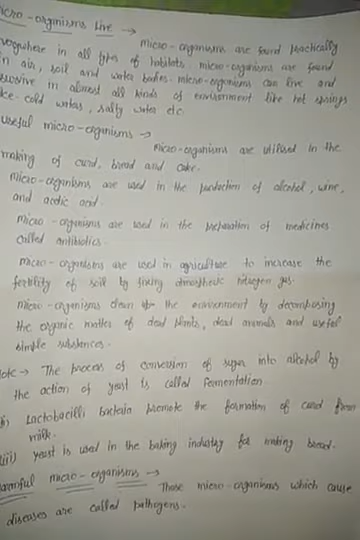 micro-organisms live →
micro-organisms are found practically
everywhere in all types of habitats. micro-organisms are found
in air, soil and water bodies. micro-organisms can live and
survive in almost all kinds of environment like hot springs
ice-cold waters, salty water etc.
useful micro-organisms →
micro-organisms are utilised in the
making of curd, bread and cake.
micro-organisms are used in the production of alcohol, wine,
and acetic acid.
micro-organisms are used in the preparation of medicines
called antibiotics.
micro-organisms are used in agriculture to increase the
fertility of soil by fixing atmospheric nitrogen gas.
micro-organisms clean up the environment by decomposing
the organic matter of dead plants, dead animals and useful
simple substances.
Note → The process of conversion of sugar into alcohol by
the action of yeast is called fermentation.
Lactobacilli bacteria promote the formation of curd from
milk.
(iii) yeast is used in the baking industry for making bread.
Harmful micro-organisms →
Those micro-organisms which cause
diseases are called pathogens.